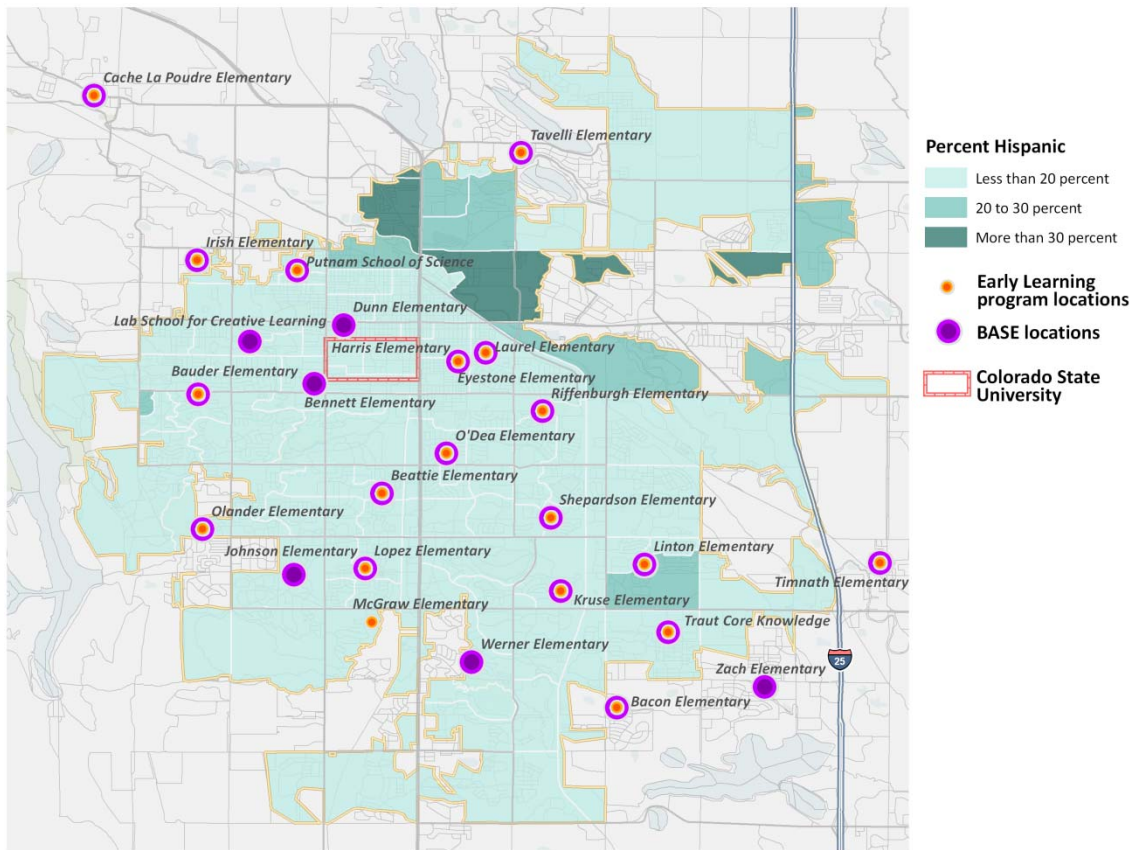 Cache La Poudre Elementary
Tavelli Elementary
Irish Elementary
Putnam School of Science
Dunn Elementary
Lab School for Creative Learning
Harris Elementary
Laurel Elementary
Bauder Elementary
Eyestone Elementary
Bennett Elementary
Riffenburgh Elementary
O'Dea Elementary
Beattie Elementary
Olander Elementary
Shepardson Elementary
Johnson Elementary
Lopez Elementary
Linton Elementary
Timnath Elementary
McGraw Elementary
Kruse Elementary
Traut Core Knowledge
Werner Elementary
Zach Elementary
25
Bacon Elementary
Percent Hispanic
Less than 20 percent
20 to 30 percent
More than 30 percent
Early Learning
program locations
BASE locations
Colorado State
University